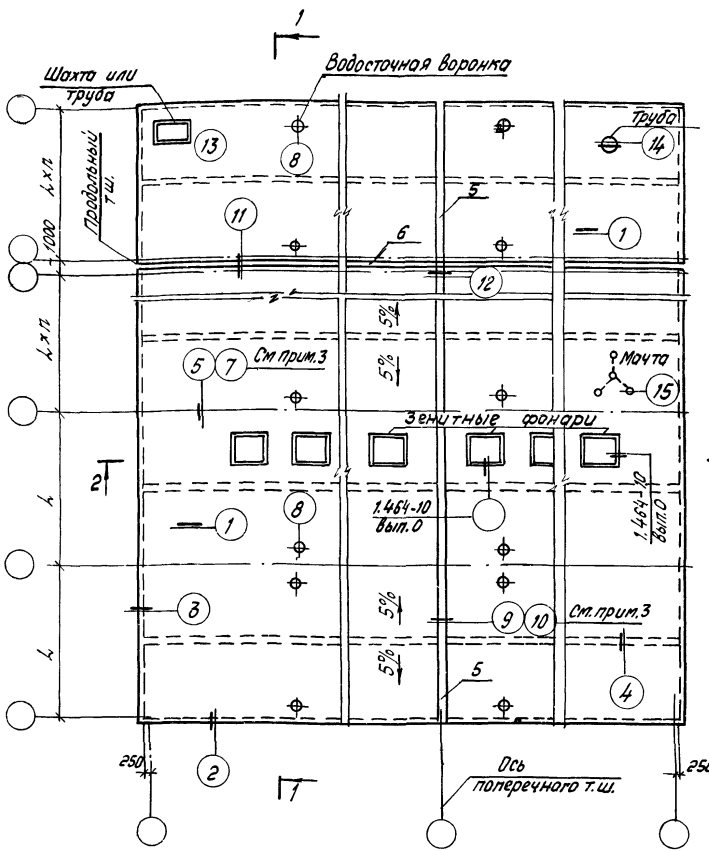 1
Шахта или
труба
Водосточная воронка
13
8
Труба
14
Продольный
т.ш.
L×n
~1000
11
5
6
1
12
5%
5%
L×n
5
7
См прим.3
Мачта
15
Зенитные фонари
2
1.464-10
вып.0
1.464-10
вып.0
1
8
L
3
5%
9
10
См.прим.3
L
5%
5
4
2
250
1
Ось
поперечного т.ш.
250